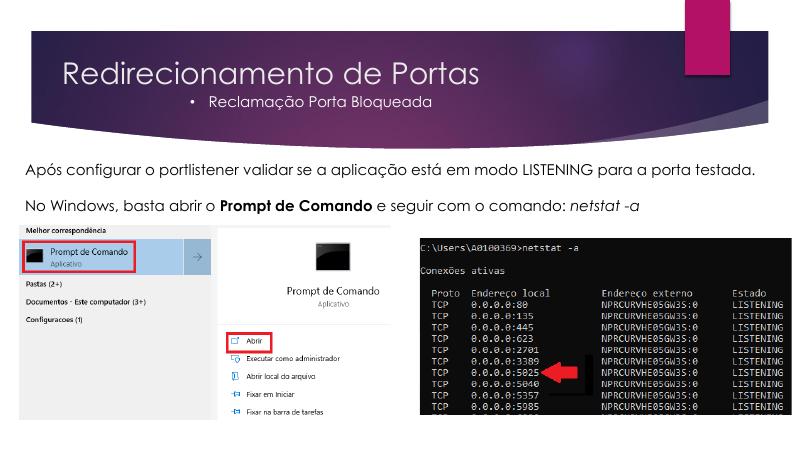 Redirecionamento de Portas
• Reclamação Porta Bloqueada
Após configurar o portlistener validar se a aplicação está em modo LISTENING para a porta testada.
No Windows, basta abrir o Prompt de Comando e seguir com o comando: netstat -a
Melhor correspondência
Prompt de Comando
Aplicativo
Pastas (2+)
Documentos - Este computador (3+)
Configuracoes (1)
Prompt de Comando
Aplicativo
Abrir
Executar como administrador
Abrir local do arquivo
Fixar em Iniciar
Fixar na barra de tarefas
C:\Users\A0100369>netstat -a
Conexões ativas
Proto Endereço local Endereço externo Estado
TCP 0.0.0.0:80 NPRCURVHE05GW3S:0 LISTENING
TCP 0.0.0.0:135 NPRCURVHE05GW3S:0 LISTENING
TCP 0.0.0.0:445 NPRCURVHE05GW3S:0 LISTENING
TCP 0.0.0.0:623 NPRCURVHE05GW3S:0 LISTENING
TCP 0.0.0.0:2701 NPRCURVHE05GW3S:0 LISTENING
TCP 0.0.0.0:3389 NPRCURVHE05GW3S:0 LISTENING
TCP 0.0.0.0:5025 NPRCURVHE05GW3S:0 LISTENING
TCP 0.0.0.0:5040 NPRCURVHE05GW3S:0 LISTENING
TCP 0.0.0.0:5357 NPRCURVHE05GW3S:0 LISTENING
TCP 0.0.0.0:5985 NPRCURVHE05GW3S:0 LISTENING